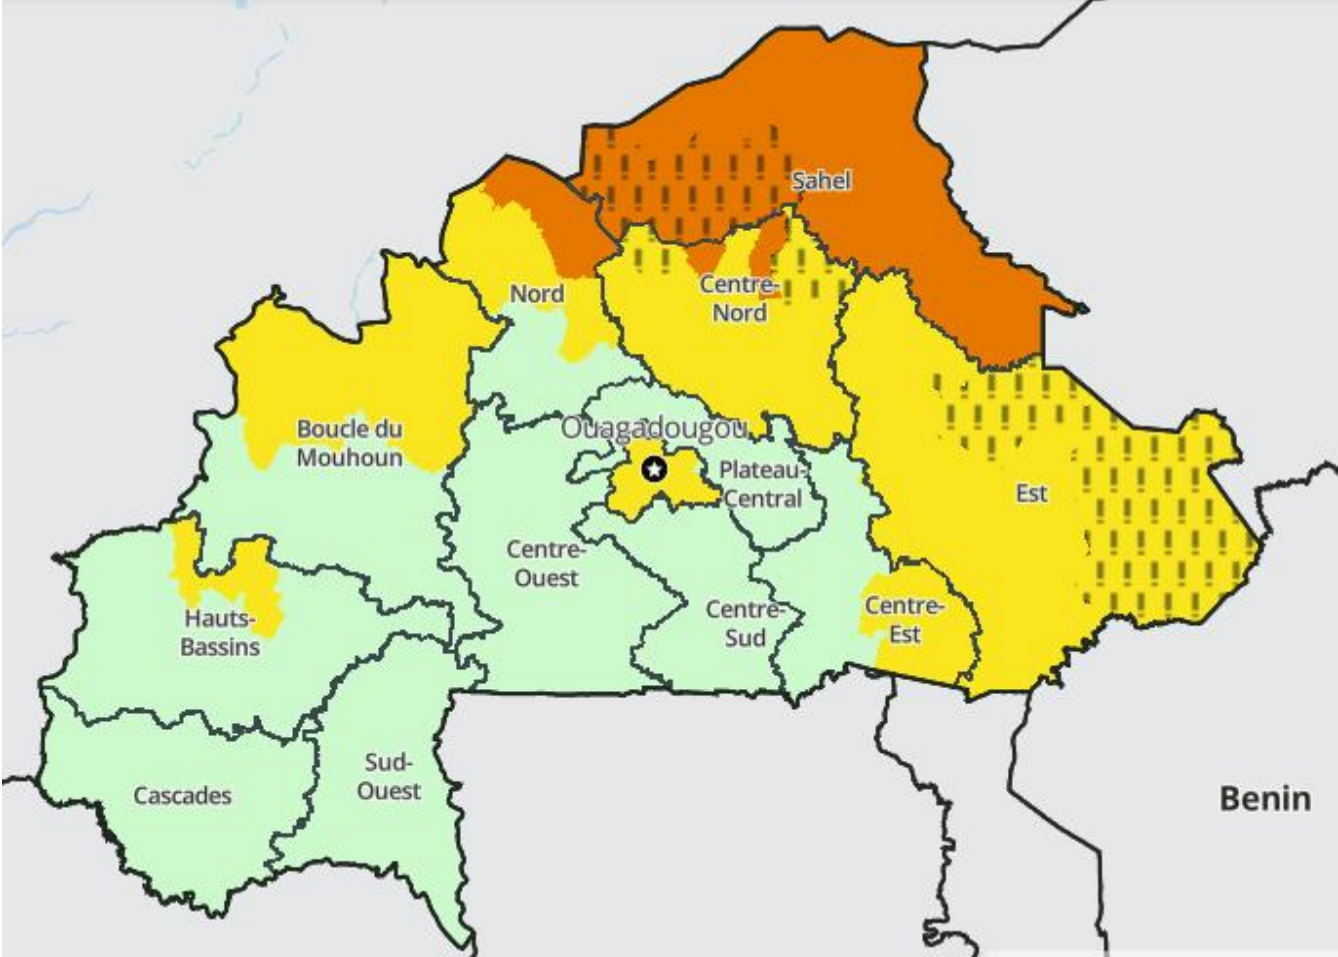 Sahel
Centre-
Nord
Nord
Boucle du
Mouhoun
Ouagadougou
Plateau-
Central
Est
Centre-
Ouest
Centre-
Sud
Centre-
Est
Hauts-
Bassins
Sud-
Ouest
Cascades
Benin